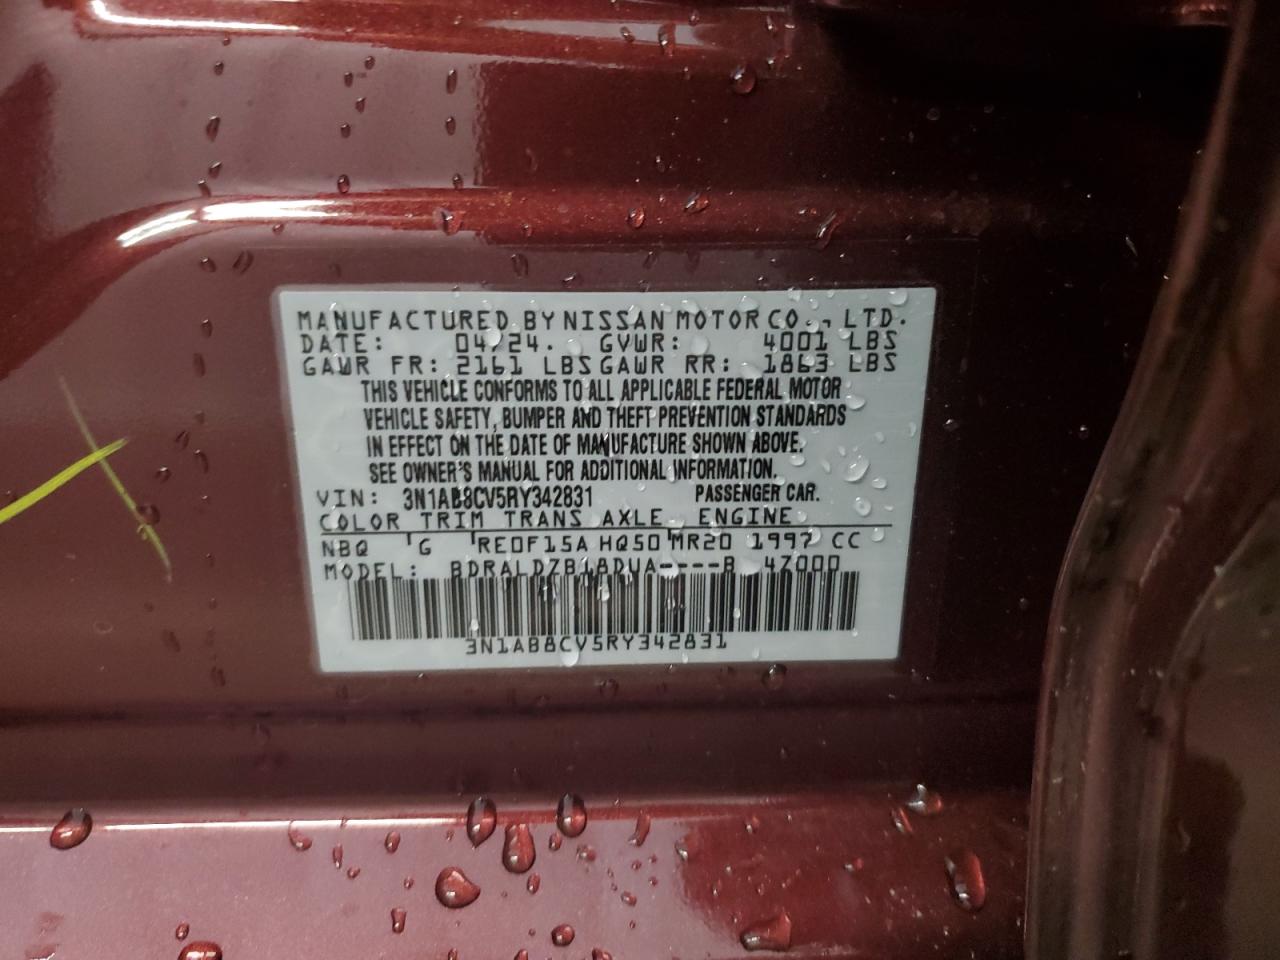 MANUFACTURED BY NISSAN MOTOR CO., LTD.
DATE: 04/24. GVWR: 4001 LBS
GAWR FR: 2161 LBS GAWR RR: 1863 LBS
THIS VEHICLE CONFORMS TO ALL APPLICABLE FEDERAL MOTOR
VEHICLE SAFETY, BUMPER AND THEFT PREVENTION STANDARDS
IN EFFECT ON THE DATE OF MANUFACTURE SHOWN ABOVE.
SEE OWNER'S MANUAL FOR ADDITIONAL INFORMATION.
VIN: 3N1AB8CV5RY342831 PASSENGER CAR.
COLOR TRIM TRANS AXLE ENGINE
NBQ G RE0F15A HQ50 MR20 1997 CC
MODEL: BDRALDZB18DUA----B 4Z000
3N1AB8CV5RY342831